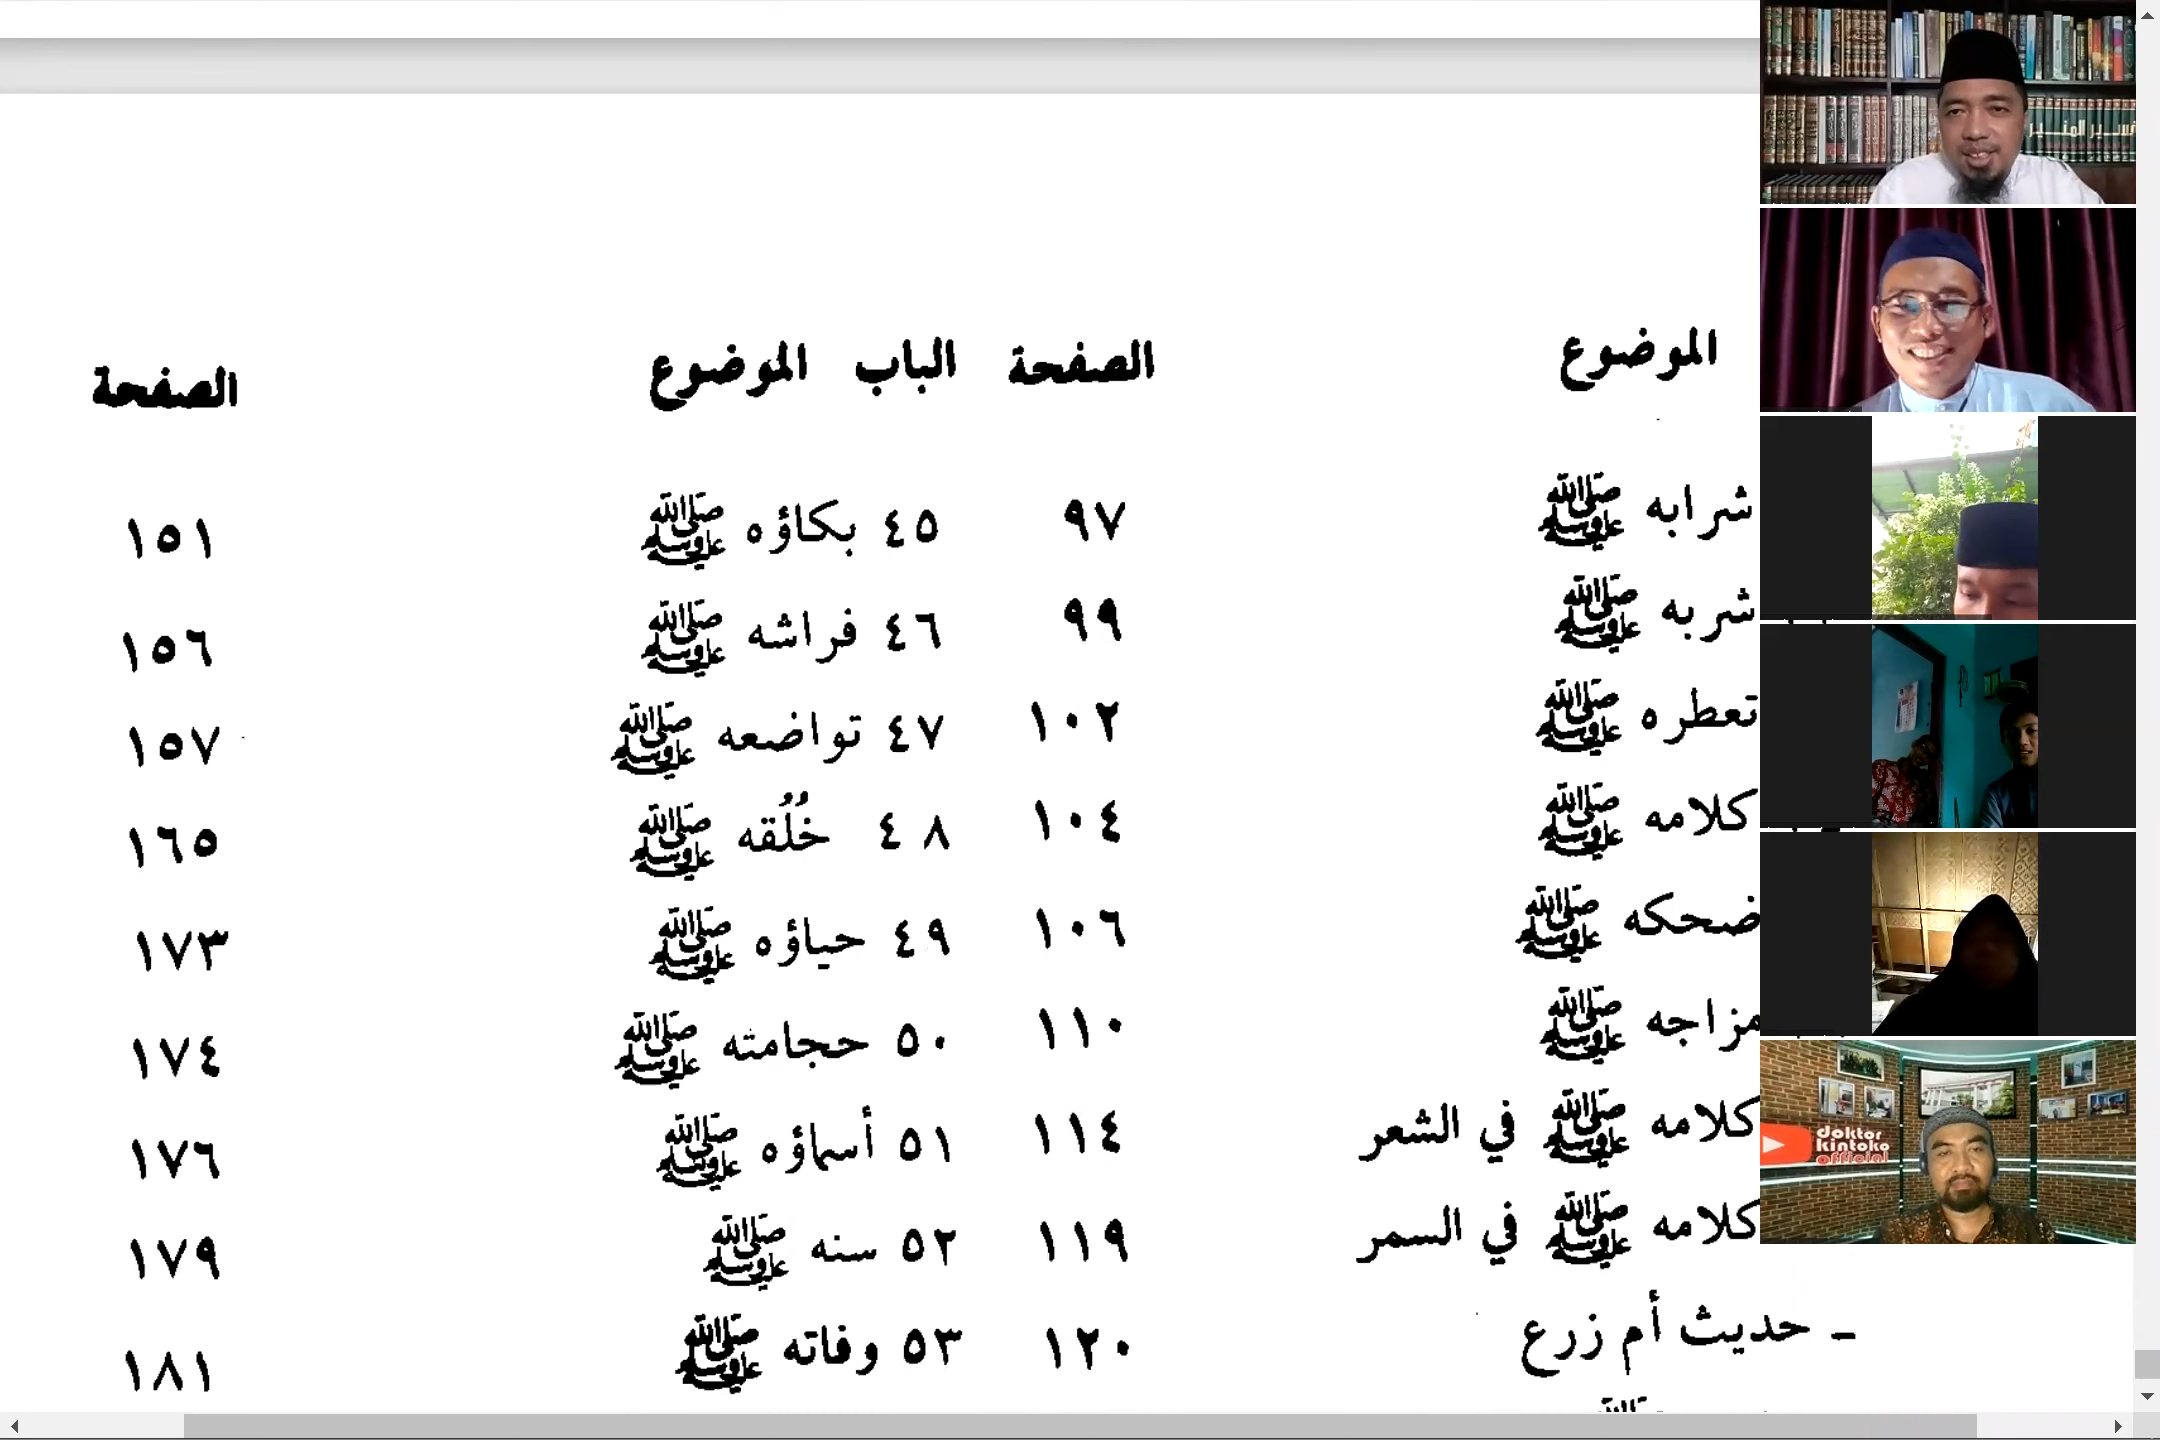 الموضوع الصفحة الباب الموضوع الصفحة
شرابه ﷺ ٩٧ ٤٥ بكاؤه ﷺ ١٥١
شربه ﷺ ٩٩ ٤٦ فراشه ﷺ ١٥٦
تعطره ﷺ ١٠٢ ٤٧ تواضعه ﷺ ١٥٧
كلامه ﷺ ١٠٤ ٤٨ خُلُقه ﷺ ١٦٥
ضحكه ﷺ ١٠٦ ٤٩ حياؤه ﷺ ١٧٣
مزاجه ﷺ ١١٠ ٥٠ حجامته ﷺ ١٧٤
كلامه ﷺ في الشعر ١١٤ ٥١ أسماؤه ﷺ ١٧٦
كلامه ﷺ في السمر ١١٩ ٥٢ سنه ﷺ ١٧٩
ـ حديث أم زرع ١٢٠ ٥٣ وفاته ﷺ ١٨١
المنير
doktor
kintoko
official